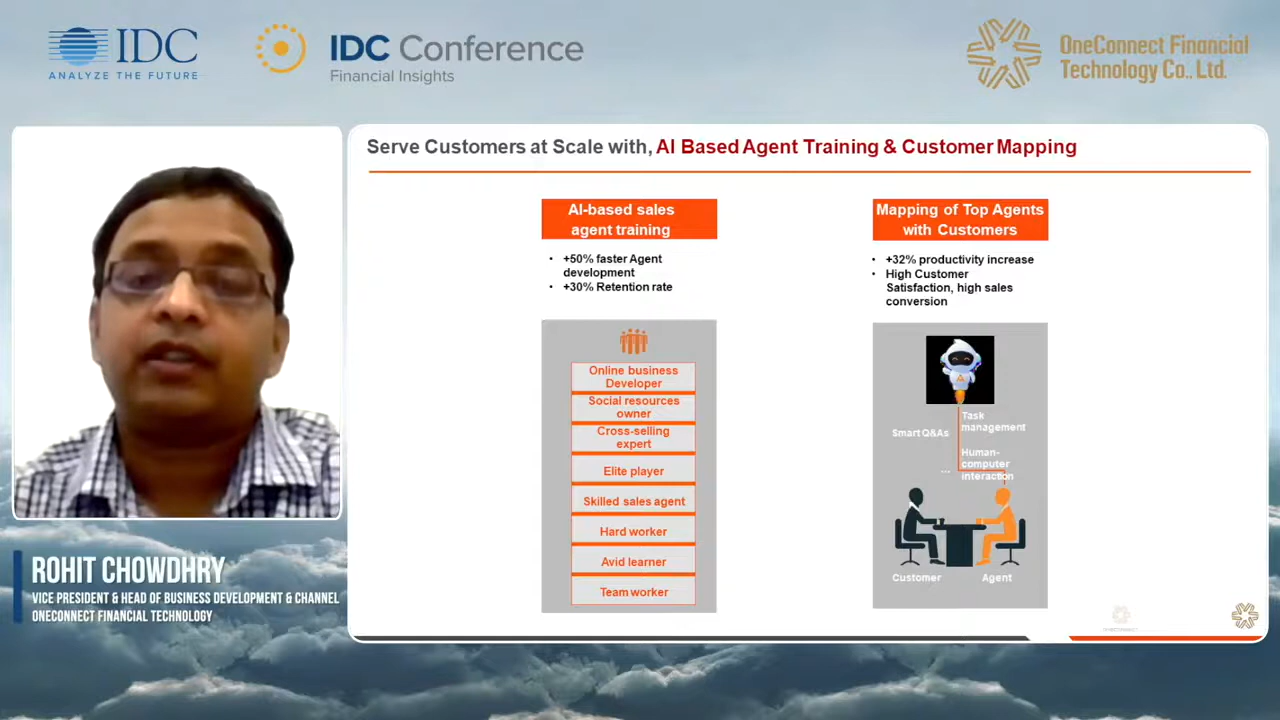 IDC
ANALYZE THE FUTURE
IDC Conference
Financial Insights
OneConnect Financial
Technology Co., Ltd.
Serve Customers at Scale with, AI Based Agent Training & Customer Mapping
AI-based sales
agent training
• +50% faster Agent
development
• +30% Retention rate
Online business
Developer
Social resources
owner
Cross-selling
expert
Elite player
Skilled sales agent
Hard worker
Avid learner
Team worker
Mapping of Top Agents
with Customers
• +32% productivity increase
• High Customer
Satisfaction, high sales
conversion
Smart Q&As
Task
management
Human-
computer
interaction
...
Customer
Agent
ROHIT CHOWDHRY
VICE PRESIDENT & HEAD OF BUSINESS DEVELOPMENT & CHANNEL
ONECONNECT FINANCIAL TECHNOLOGY